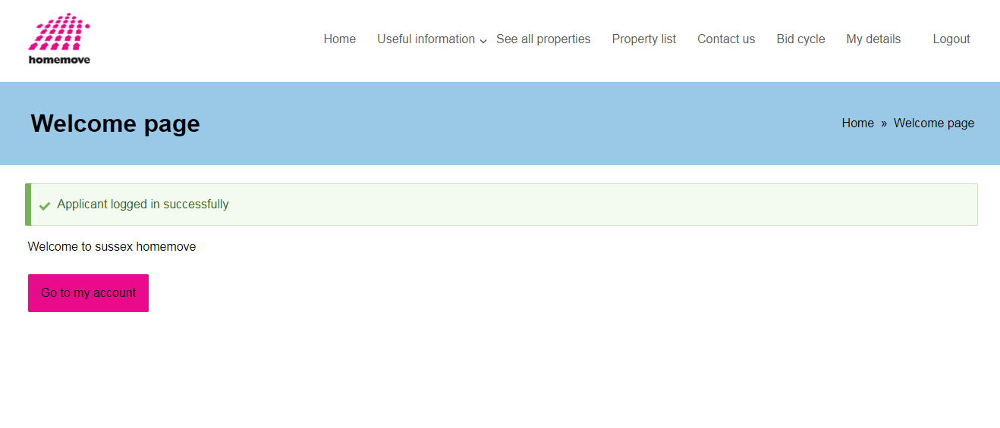 homemove
Home Useful information See all properties Property list Contact us Bid cycle My details Logout
Welcome page
Home » Welcome page
Applicant logged in successfully
Welcome to sussex homemove
Go to my account